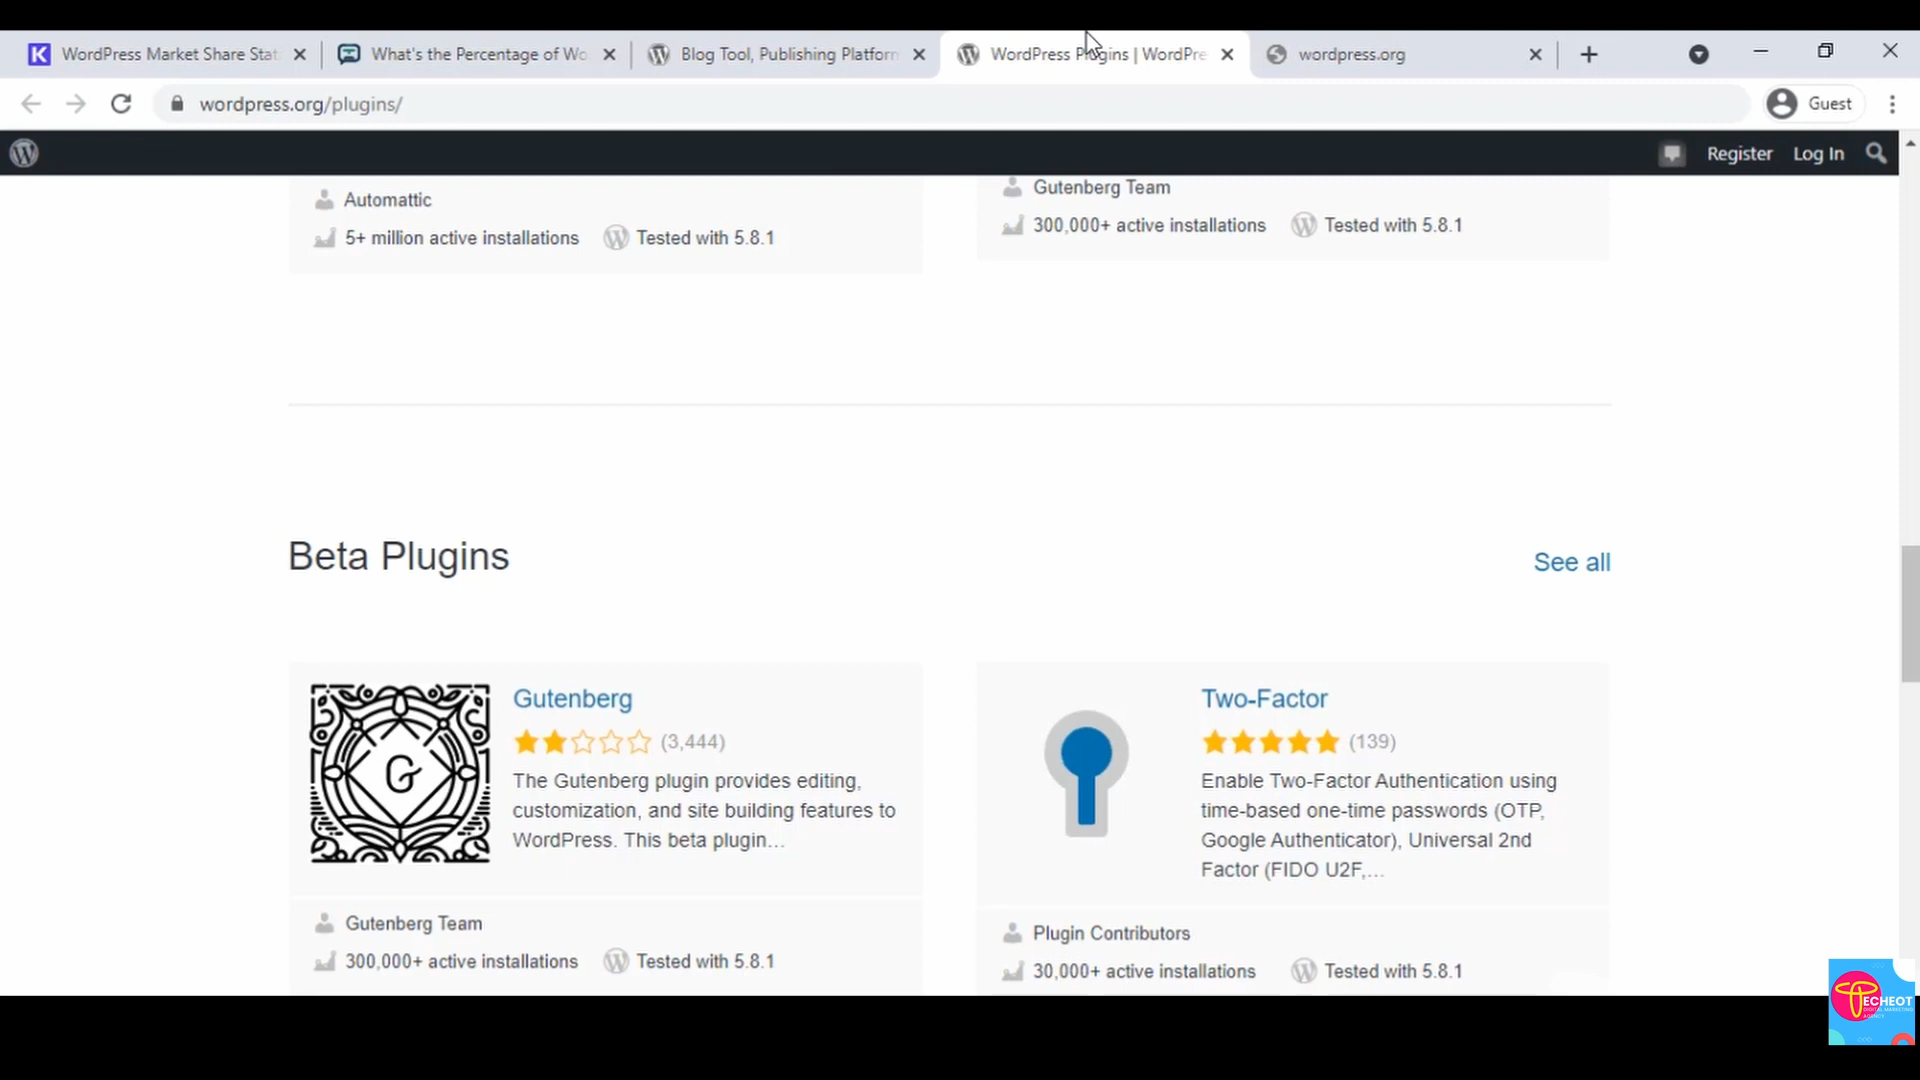 WordPress Market Share Stat
What's the Percentage of Wo
Blog Tool, Publishing Platform
WordPress Plugins | WordPre
wordpress.org
wordpress.org/plugins/
Guest
Register
Log In
Automattic
5+ million active installations
Tested with 5.8.1
Gutenberg Team
300,000+ active installations
Tested with 5.8.1
Beta Plugins
See all
Gutenberg
(3,444)
The Gutenberg plugin provides editing,
customization, and site building features to
WordPress. This beta plugin…
Gutenberg Team
300,000+ active installations
Tested with 5.8.1
Two-Factor
(139)
Enable Two-Factor Authentication using
time-based one-time passwords (OTP,
Google Authenticator), Universal 2nd
Factor (FIDO U2F,…
Plugin Contributors
30,000+ active installations
Tested with 5.8.1
TECHEOT
DIGITAL MARKETING
AGENCY